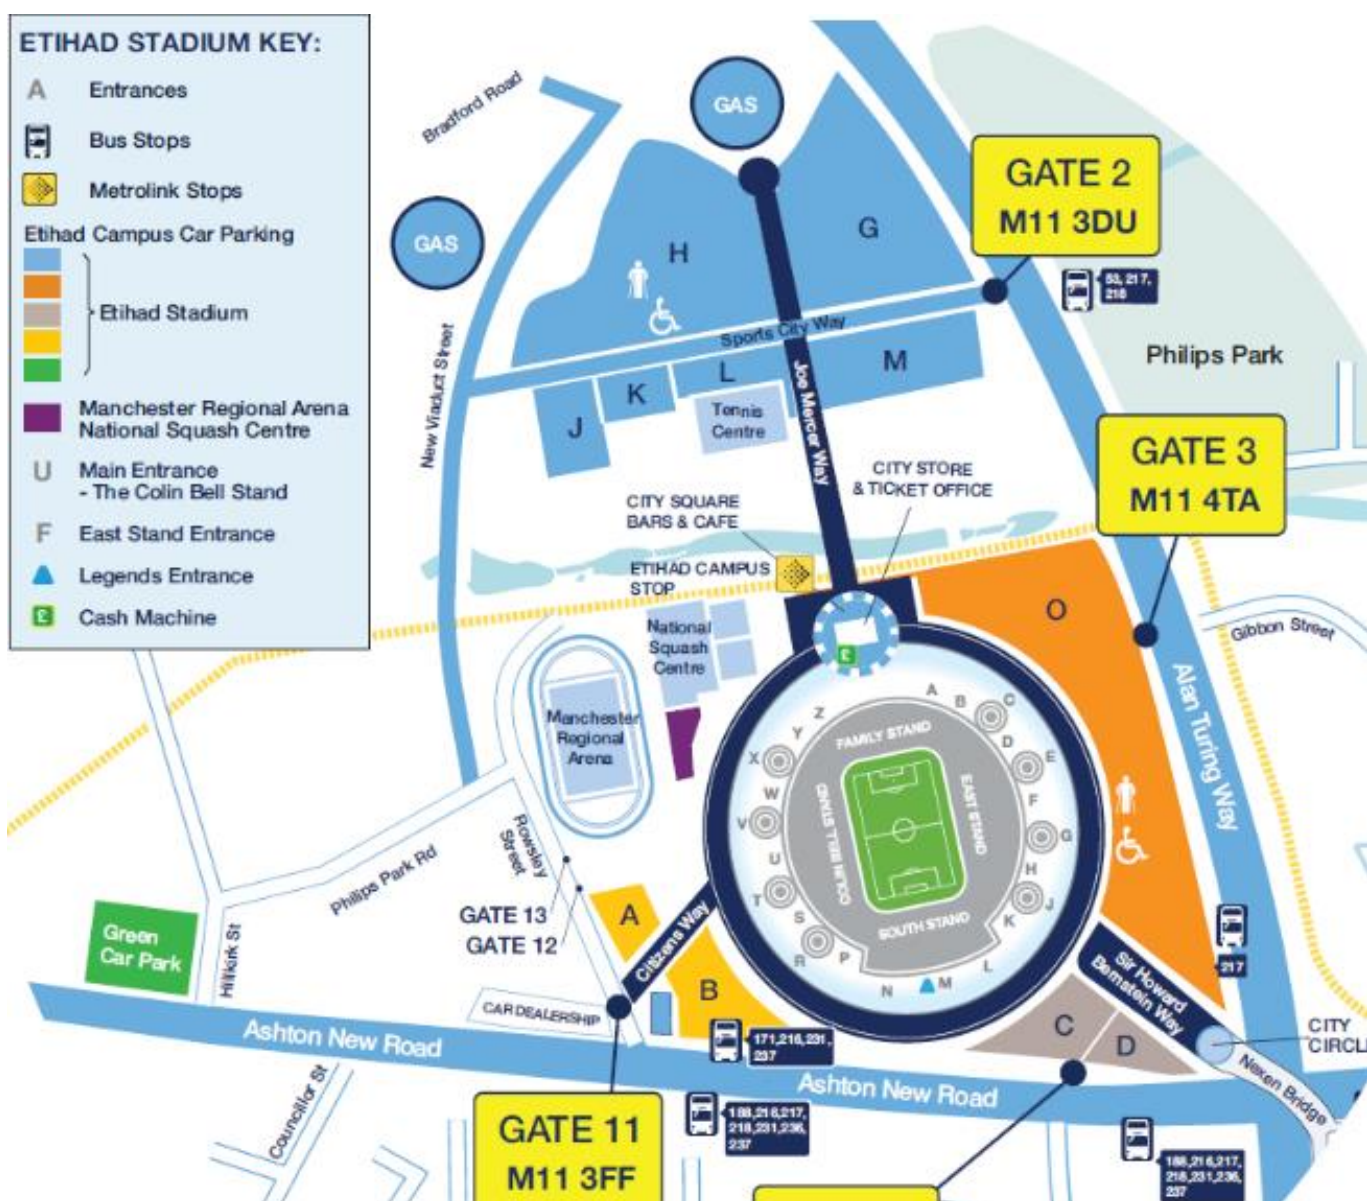 ETIHAD STADIUM KEY:
A Entrances
Bus Stops
Metrolink Stops
Etihad Campus Car Parking
Etihad Stadium
Manchester Regional Arena
National Squash Centre
U Main Entrance
- The Colin Bell Stand
F East Stand Entrance
Legends Entrance
£ Cash Machine
Bradford Road
GAS
GAS
GATE 2
M11 3DU
53, 217,
218
Philips Park
H
G
Sports City Way
New Viaduct Street
J
K
L
M
Tennis
Centre
Joe Mercer Way
GATE 3
M11 4TA
CITY STORE
& TICKET OFFICE
CITY SQUARE
BARS & CAFE
ETIHAD CAMPUS
STOP
O
Gibbon Street
Alan Turing Way
National
Squash
Centre
Manchester
Regional
Arena
£
A
B
C
D
E
F
G
H
J
K
L
M
N
P
R
S
T
U
V
W
X
Y
Z
FAMILY STAND
EAST STAND
SOUTH STAND
COLIN BELL STAND
Rowsley
Street
Philips Park Rd
GATE 13
GATE 12
A
Citizens Way
B
Green
Car Park
Hillkirk St
CAR DEALERSHIP
217
Sir Howard
Bernstein Way
C
D
CITY
CIRCL
Nexen Bridge
Ashton New Road
171,216,231,
237
Ashton New Road
Councillor St
GATE 11
M11 3FF
188,216,217,
218,231,236,
237
188,216,217,
218,231,236,
237